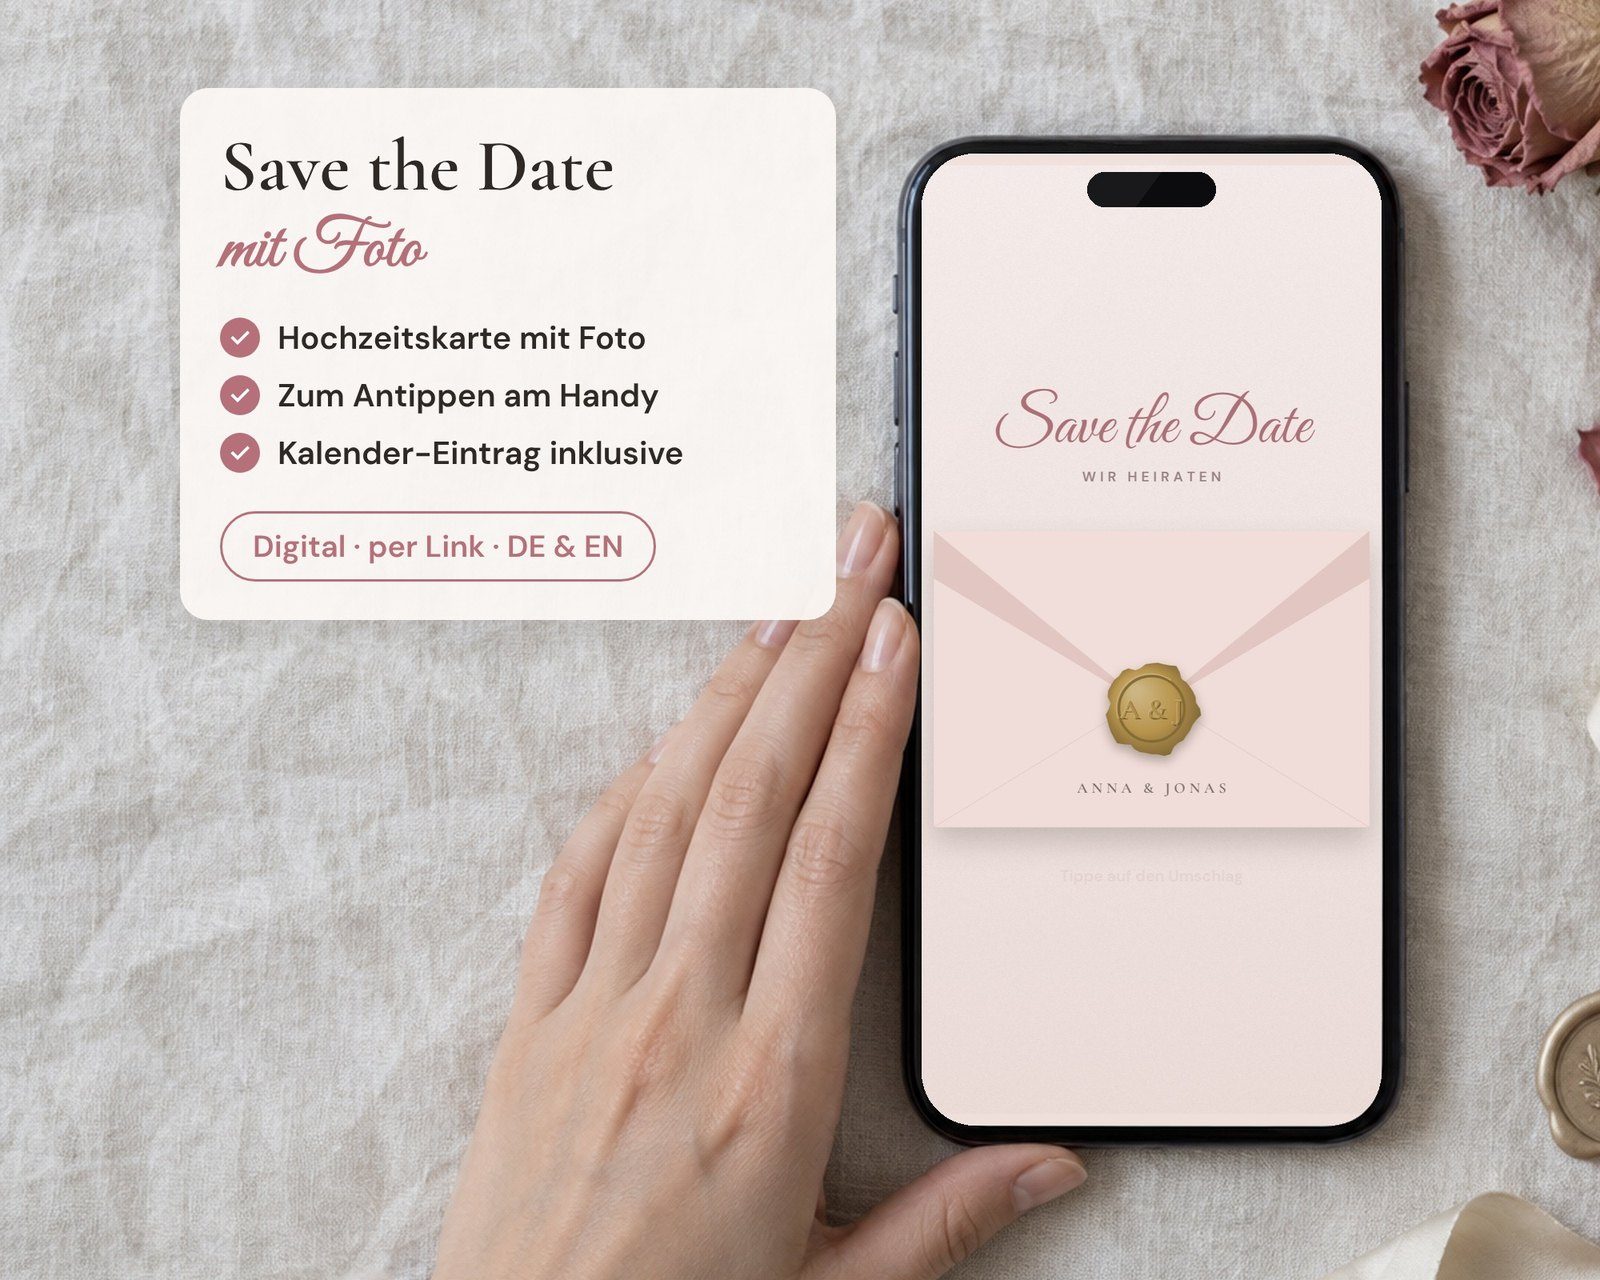 Save the Date
mit Foto
Hochzeitskarte mit Foto
Zum Antippen am Handy
Kalender-Eintrag inklusive
Digital · per Link · DE & EN
Save the Date
WIR HEIRATEN
A & J
ANNA & JONAS
Tippe auf den Umschlag